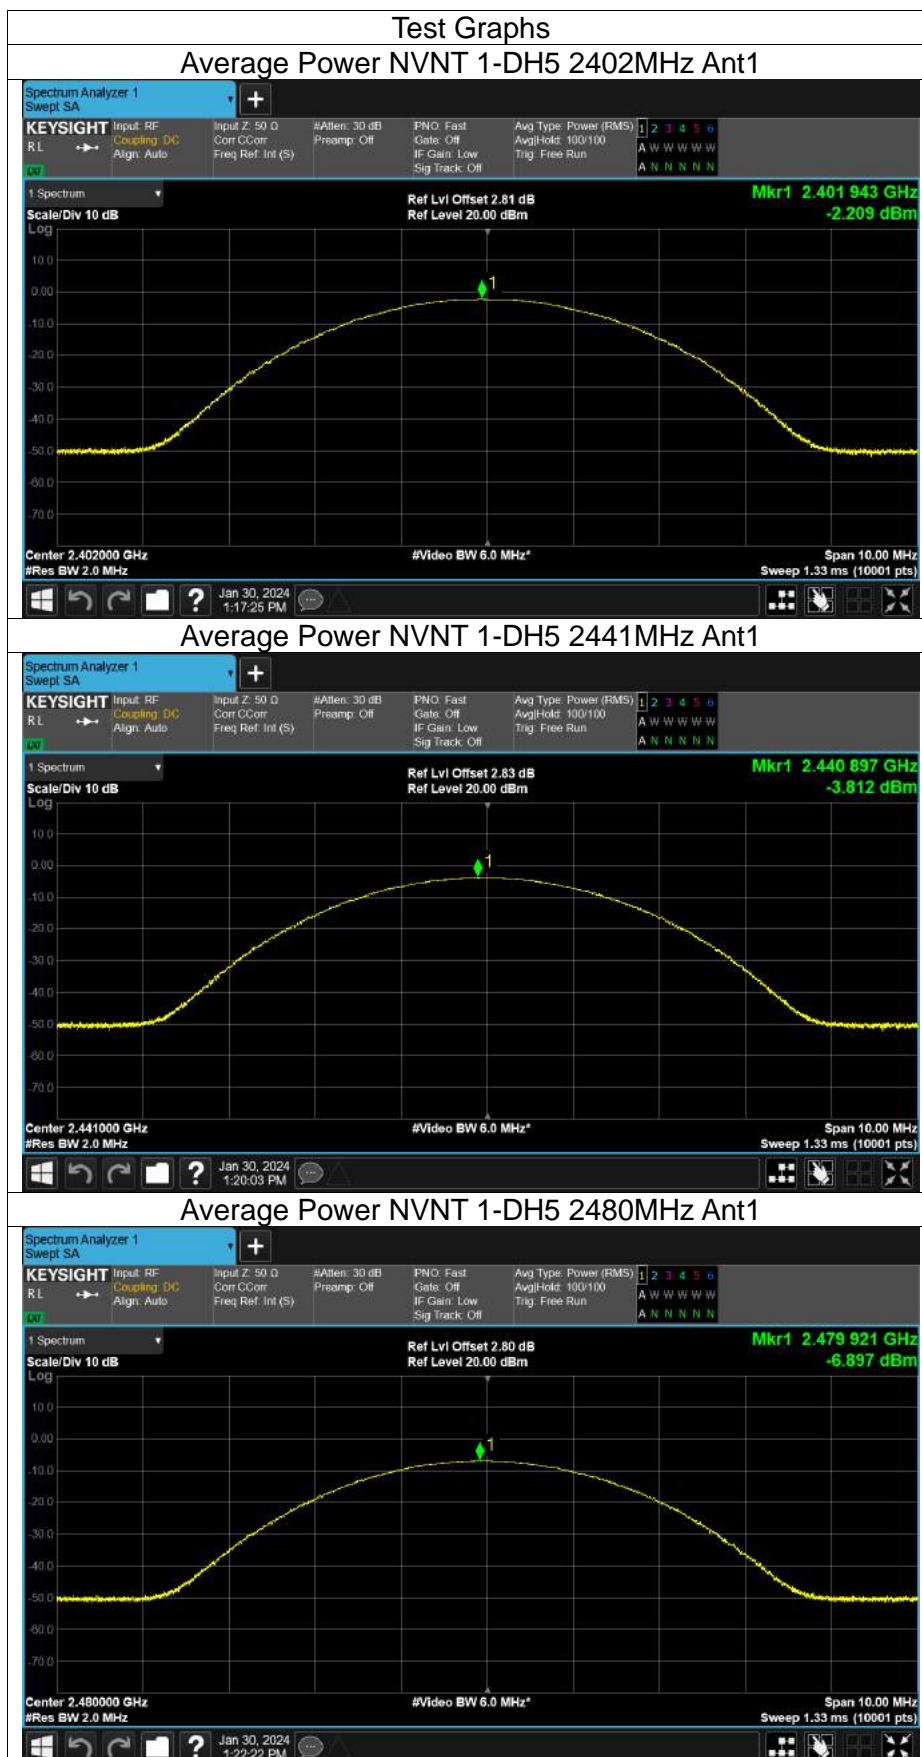 Test Graphs
Average Power NVNT 1-DH5 2402MHz Ant1
Spectrum Analyzer 1
Swept SA
+
KEYSIGHT Input: RF Input Z: 50 Ω #Atten: 30 dB PNO: Fast Avg Type: Power (RMS) 1 2 3 4 5 6
RL Coupling: DC Corr CCorr Preamp: Off Gate: Off Avg|Hold: 100/100 A W W W W W
Align: Auto Freq Ref: Int (S) IF Gain: Low Trig: Free Run
LXI Sig Track: Off A N N N N N
1 Spectrum Ref Lvl Offset 2.81 dB Mkr1 2.401 943 GHz
Scale/Div 10 dB Ref Level 20.00 dBm -2.209 dBm
Log
10.0
1
0.00
-10.0
-20.0
-30.0
-40.0
-50.0
-60.0
-70.0
Center 2.402000 GHz #Video BW 6.0 MHz* Span 10.00 MHz
#Res BW 2.0 MHz Sweep 1.33 ms (10001 pts)
? Jan 30, 2024
1:17:25 PM
Average Power NVNT 1-DH5 2441MHz Ant1
Spectrum Analyzer 1
Swept SA
+
KEYSIGHT Input: RF Input Z: 50 Ω #Atten: 30 dB PNO: Fast Avg Type: Power (RMS) 1 2 3 4 5 6
RL Coupling: DC Corr CCorr Preamp: Off Gate: Off Avg|Hold: 100/100 A W W W W W
Align: Auto Freq Ref: Int (S) IF Gain: Low Trig: Free Run
LXI Sig Track: Off A N N N N N
1 Spectrum Ref Lvl Offset 2.83 dB Mkr1 2.440 897 GHz
Scale/Div 10 dB Ref Level 20.00 dBm -3.812 dBm
Log
10.0
1
0.00
-10.0
-20.0
-30.0
-40.0
-50.0
-60.0
-70.0
Center 2.441000 GHz #Video BW 6.0 MHz* Span 10.00 MHz
#Res BW 2.0 MHz Sweep 1.33 ms (10001 pts)
? Jan 30, 2024
1:20:03 PM
Average Power NVNT 1-DH5 2480MHz Ant1
Spectrum Analyzer 1
Swept SA
+
KEYSIGHT Input: RF Input Z: 50 Ω #Atten: 30 dB PNO: Fast Avg Type: Power (RMS) 1 2 3 4 5 6
RL Coupling: DC Corr CCorr Preamp: Off Gate: Off Avg|Hold: 100/100 A W W W W W
Align: Auto Freq Ref: Int (S) IF Gain: Low Trig: Free Run
LXI Sig Track: Off A N N N N N
1 Spectrum Ref Lvl Offset 2.80 dB Mkr1 2.479 921 GHz
Scale/Div 10 dB Ref Level 20.00 dBm -6.897 dBm
Log
10.0
0.00
1
-10.0
-20.0
-30.0
-40.0
-50.0
-60.0
-70.0
Center 2.480000 GHz #Video BW 6.0 MHz* Span 10.00 MHz
#Res BW 2.0 MHz Sweep 1.33 ms (10001 pts)
? Jan 30, 2024
1:22:22 PM